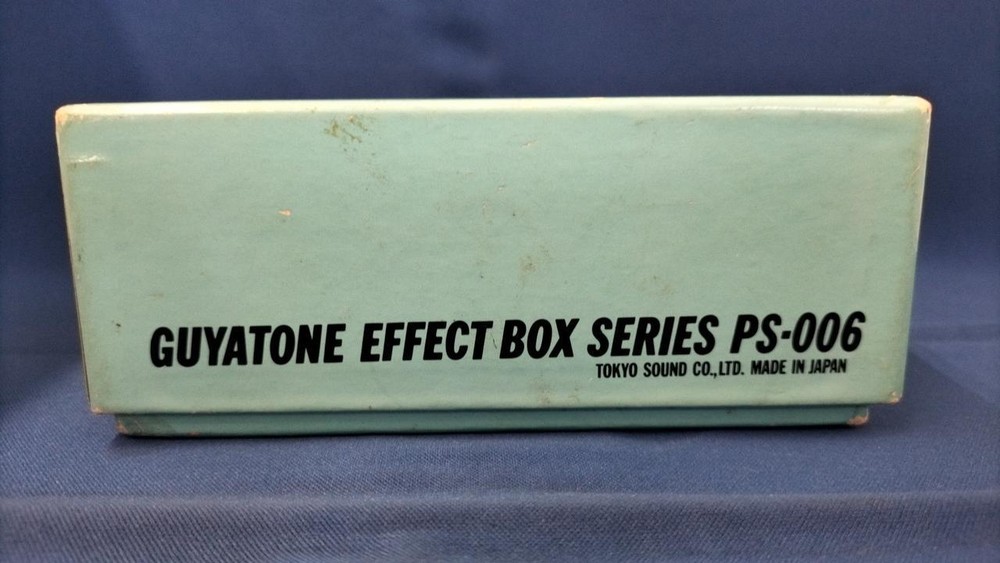 GUYATONE EFFECT BOX SERIES PS-006
TOKYO SOUND CO.,LTD. MADE IN JAPAN